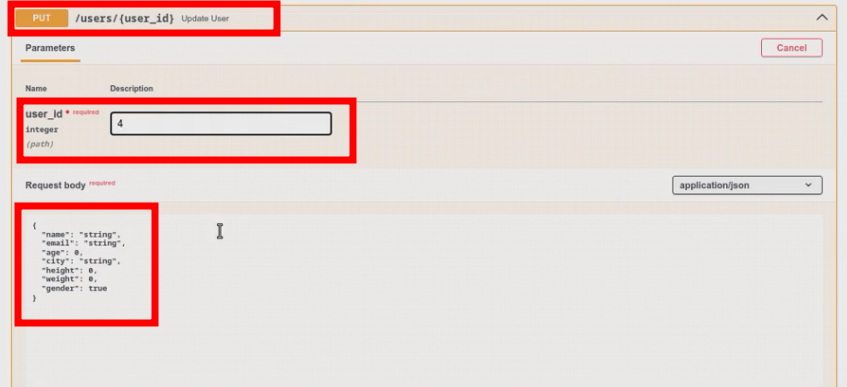 PUT /users/{user_id} Update User
Parameters
Cancel
Name Description
user_id * required
integer
(path)
4
Request body required
application/json
{
"name": "string",
"email": "string",
"age": 0,
"city": "string",
"height": 0,
"weight": 0,
"gender": true
}